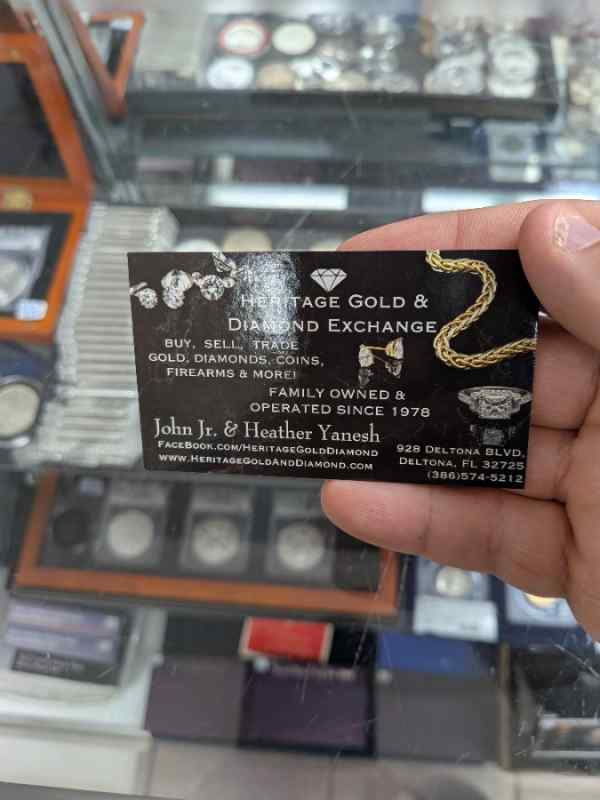 HERITAGE GOLD &
DIAMOND EXCHANGE
BUY, SELL, TRADE
GOLD, DIAMONDS, COINS,
FIREARMS & MORE!
FAMILY OWNED &
OPERATED SINCE 1978
John Jr. & Heather Yanesh
FACEBOOK.COM/HERITAGEGOLDDIAMOND
WWW.HERITAGEGOLDANDDIAMOND.COM
928 DELTONA BLVD,
DELTONA, FL 32725
(386)574-5212